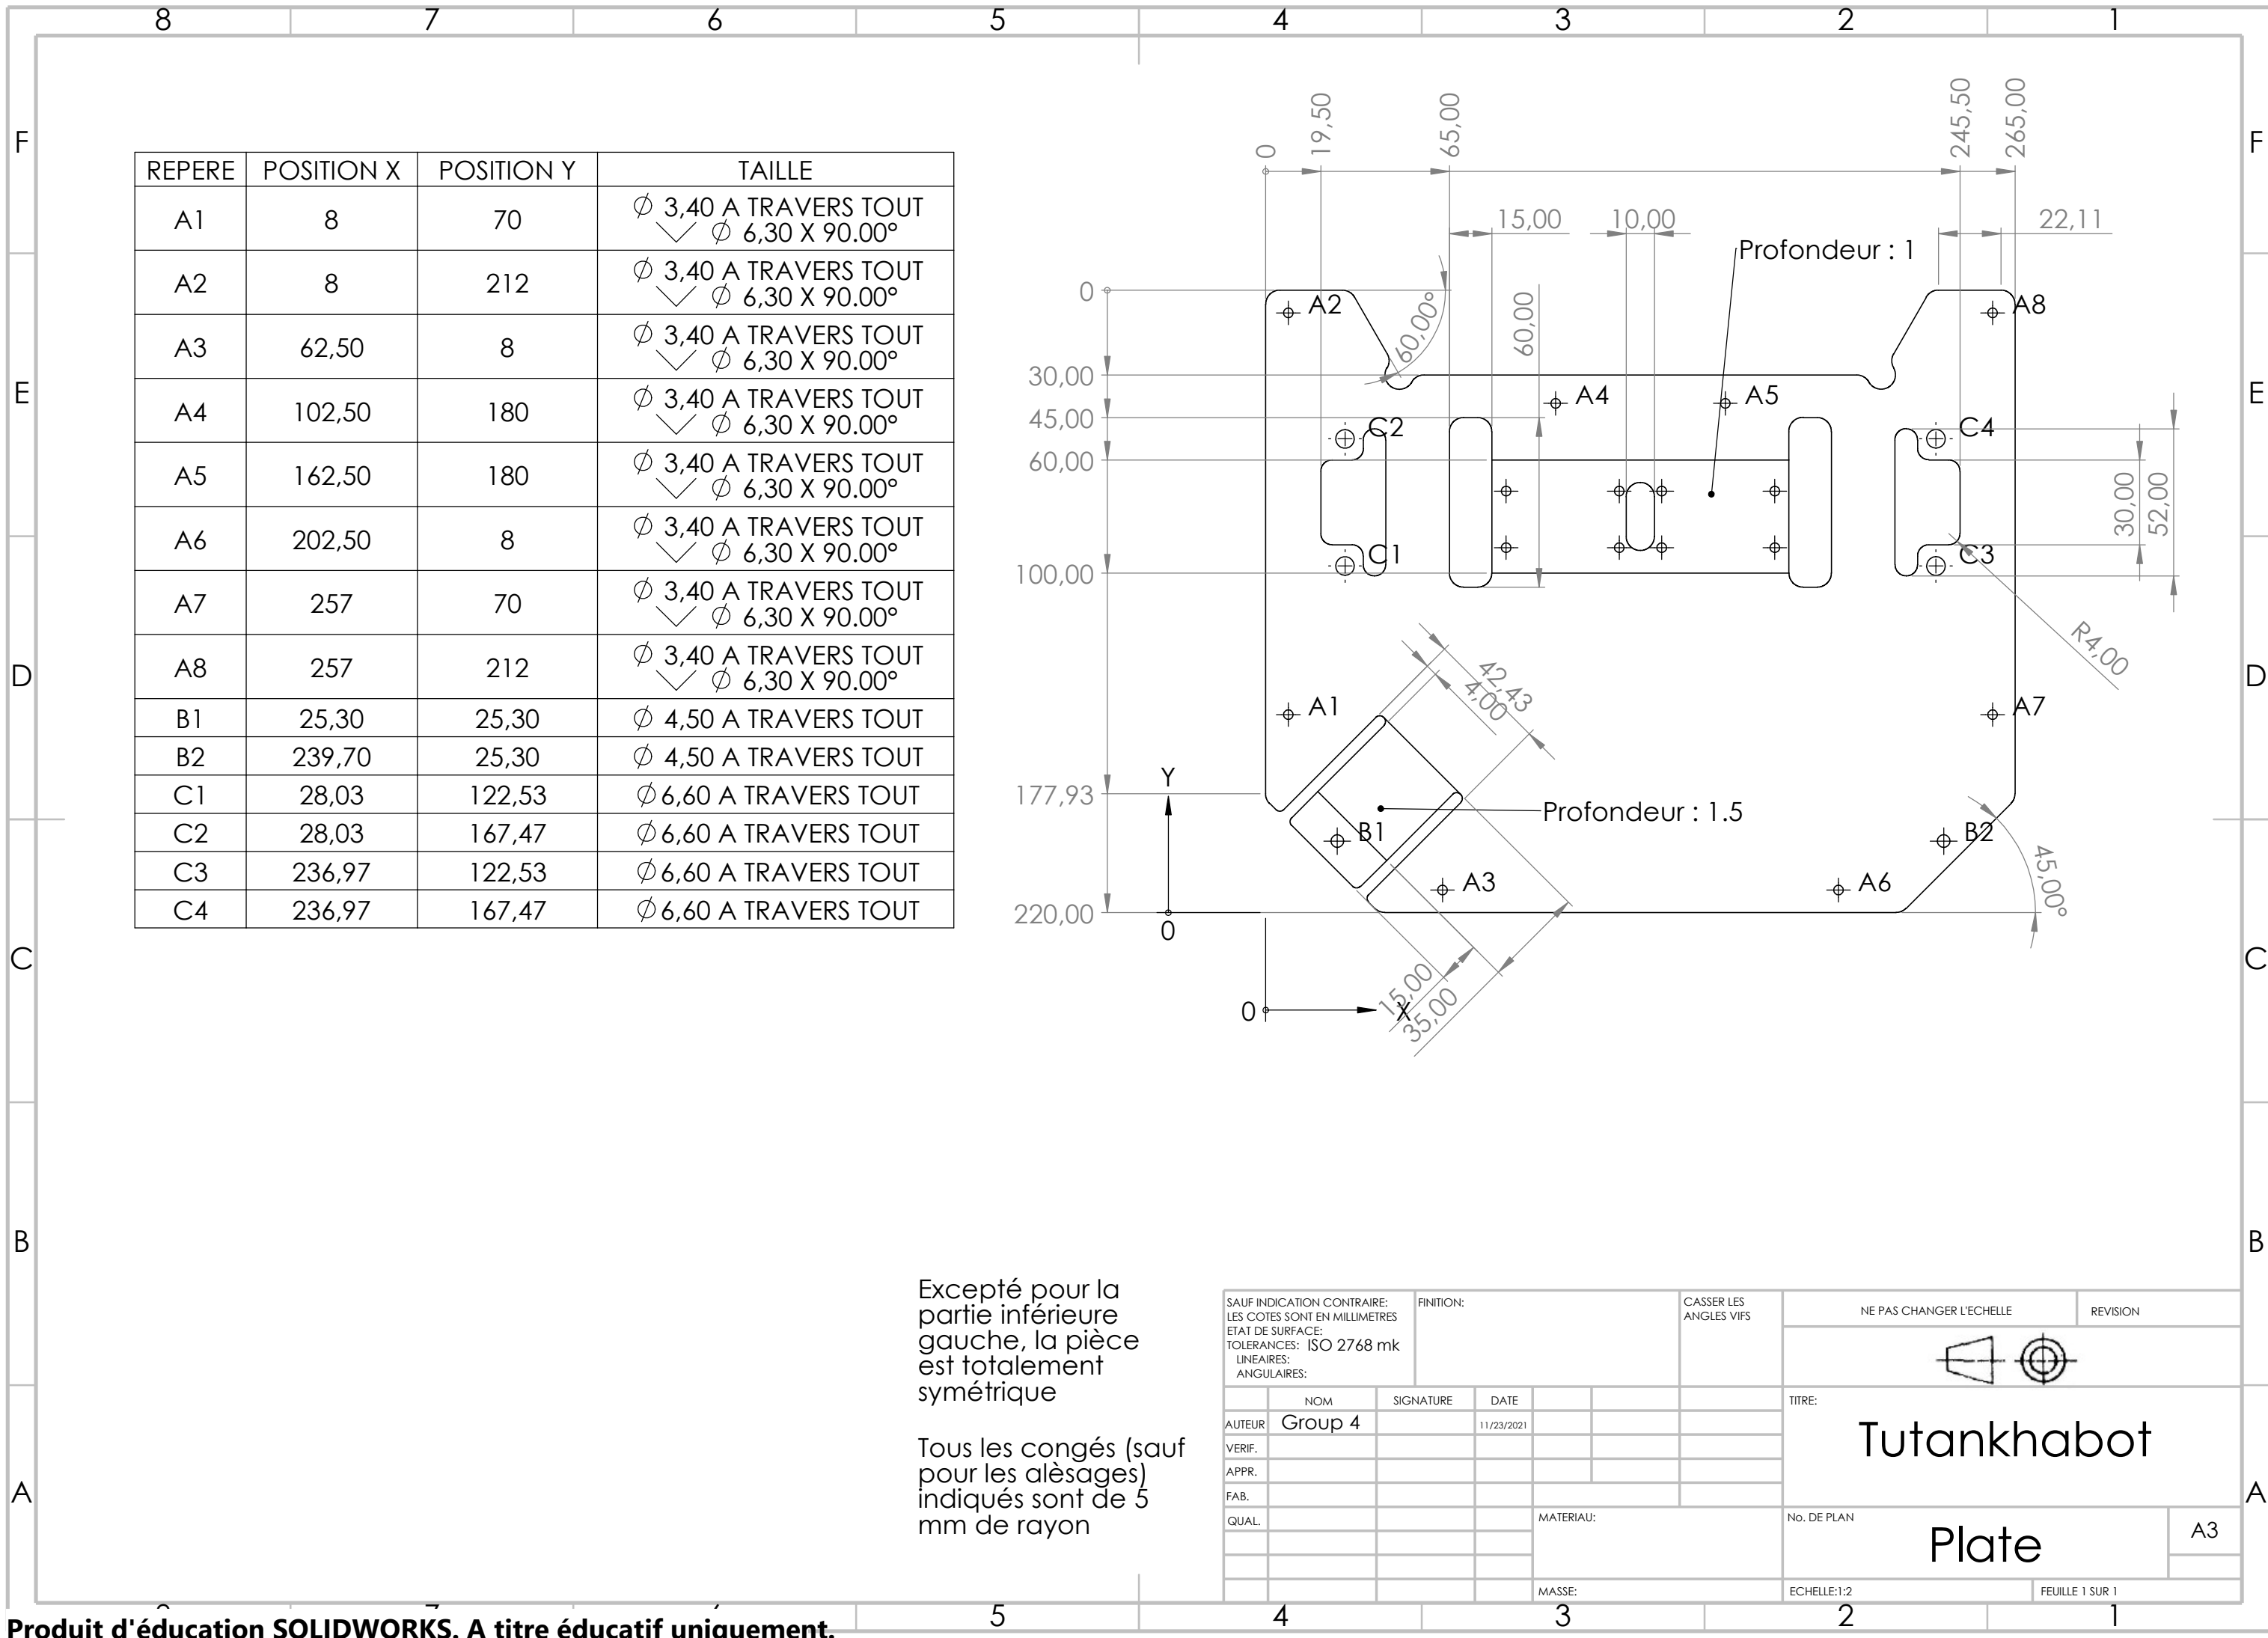 8 7 6 5 4 3 2 1
F F
E E
D D
C C
B B
A A
REPERE POSITION X POSITION Y TAILLE
A1 8 70 ∅ 3,40 A TRAVERS TOUT
∅ 6,30 X 90.00°
A2 8 212 ∅ 3,40 A TRAVERS TOUT
∅ 6,30 X 90.00°
A3 62,50 8 ∅ 3,40 A TRAVERS TOUT
∅ 6,30 X 90.00°
A4 102,50 180 ∅ 3,40 A TRAVERS TOUT
∅ 6,30 X 90.00°
A5 162,50 180 ∅ 3,40 A TRAVERS TOUT
∅ 6,30 X 90.00°
A6 202,50 8 ∅ 3,40 A TRAVERS TOUT
∅ 6,30 X 90.00°
A7 257 70 ∅ 3,40 A TRAVERS TOUT
∅ 6,30 X 90.00°
A8 257 212 ∅ 3,40 A TRAVERS TOUT
∅ 6,30 X 90.00°
B1 25,30 25,30 ∅ 4,50 A TRAVERS TOUT
B2 239,70 25,30 ∅ 4,50 A TRAVERS TOUT
C1 28,03 122,53 ∅ 6,60 A TRAVERS TOUT
C2 28,03 167,47 ∅ 6,60 A TRAVERS TOUT
C3 236,97 122,53 ∅ 6,60 A TRAVERS TOUT
C4 236,97 167,47 ∅ 6,60 A TRAVERS TOUT
0 19,50 65,00 245,50 265,00
15,00 10,00 22,11
Profondeur : 1
0
A2 A8
60,00° 60,00
30,00
A4 A5
45,00
C2 C4
60,00
30,00 52,00
C1 C3
100,00
R4,00
42,43
4,00
A1 A7
Y
177,93
Profondeur : 1.5
B1 B2
45,00°
A3 A6
220,00
0
15,00
35,00
0 X
Excepté pour la
partie inférieure
gauche, la pièce
est totalement
symétrique
Tous les congés (sauf
pour les alèsages)
indiqués sont de 5
mm de rayon
SAUF INDICATION CONTRAIRE:
LES COTES SONT EN MILLIMETRES
ETAT DE SURFACE:
TOLERANCES: ISO 2768 mk
LINEAIRES:
ANGULAIRES:
FINITION:
CASSER LES
ANGLES VIFS
NE PAS CHANGER L'ECHELLE
REVISION
NOM SIGNATURE DATE
AUTEUR Group 4 11/23/2021
VERIF.
APPR.
FAB.
QUAL.
MATERIAU:
MASSE:
TITRE:
Tutankhabot
No. DE PLAN
Plate
A3
ECHELLE:1:2
FEUILLE 1 SUR 1
5 4 3 2 1
Produit d'éducation SOLIDWORKS. A titre éducatif uniquement.